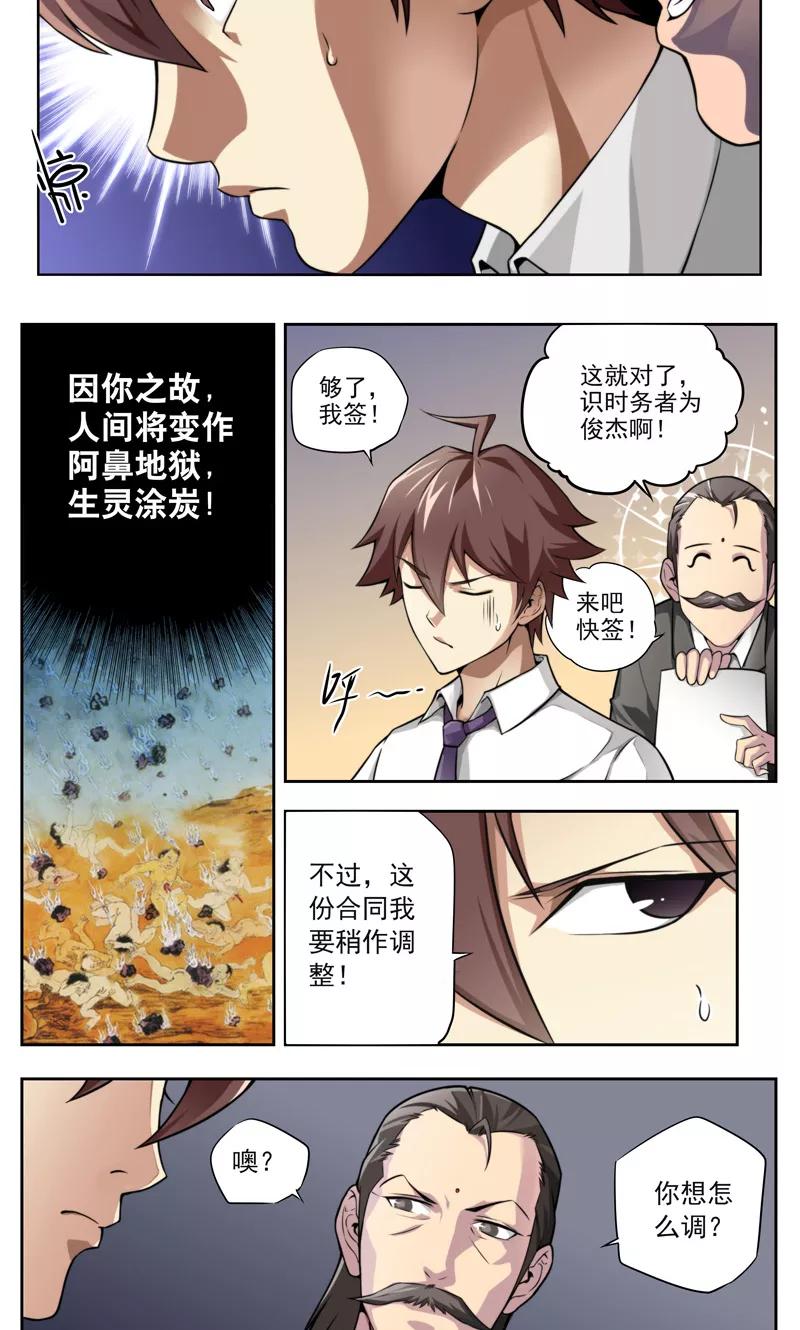 惊
因你之故，
人间将变作
阿鼻地狱，
生灵涂炭！
够了，
我签！
这就对了，
识时务者为
俊杰啊！
来吧
快签！
呼～
不过，这
份合同我
要稍作调
整！
噢？
你想怎
么调？